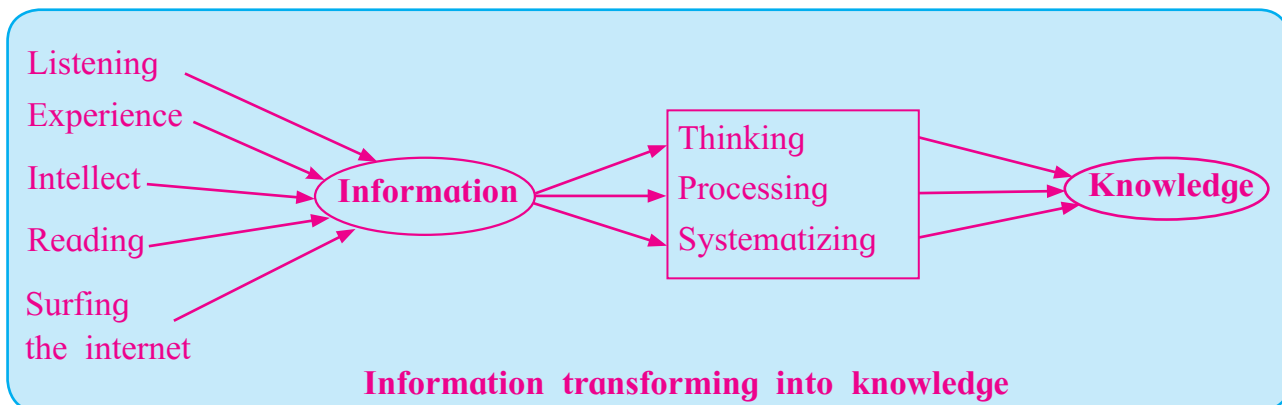 Listening
Experience
Intellect
Reading
Surfing
the internet
Information
Thinking
Processing
Systematizing
Knowledge
Information transforming into knowledge